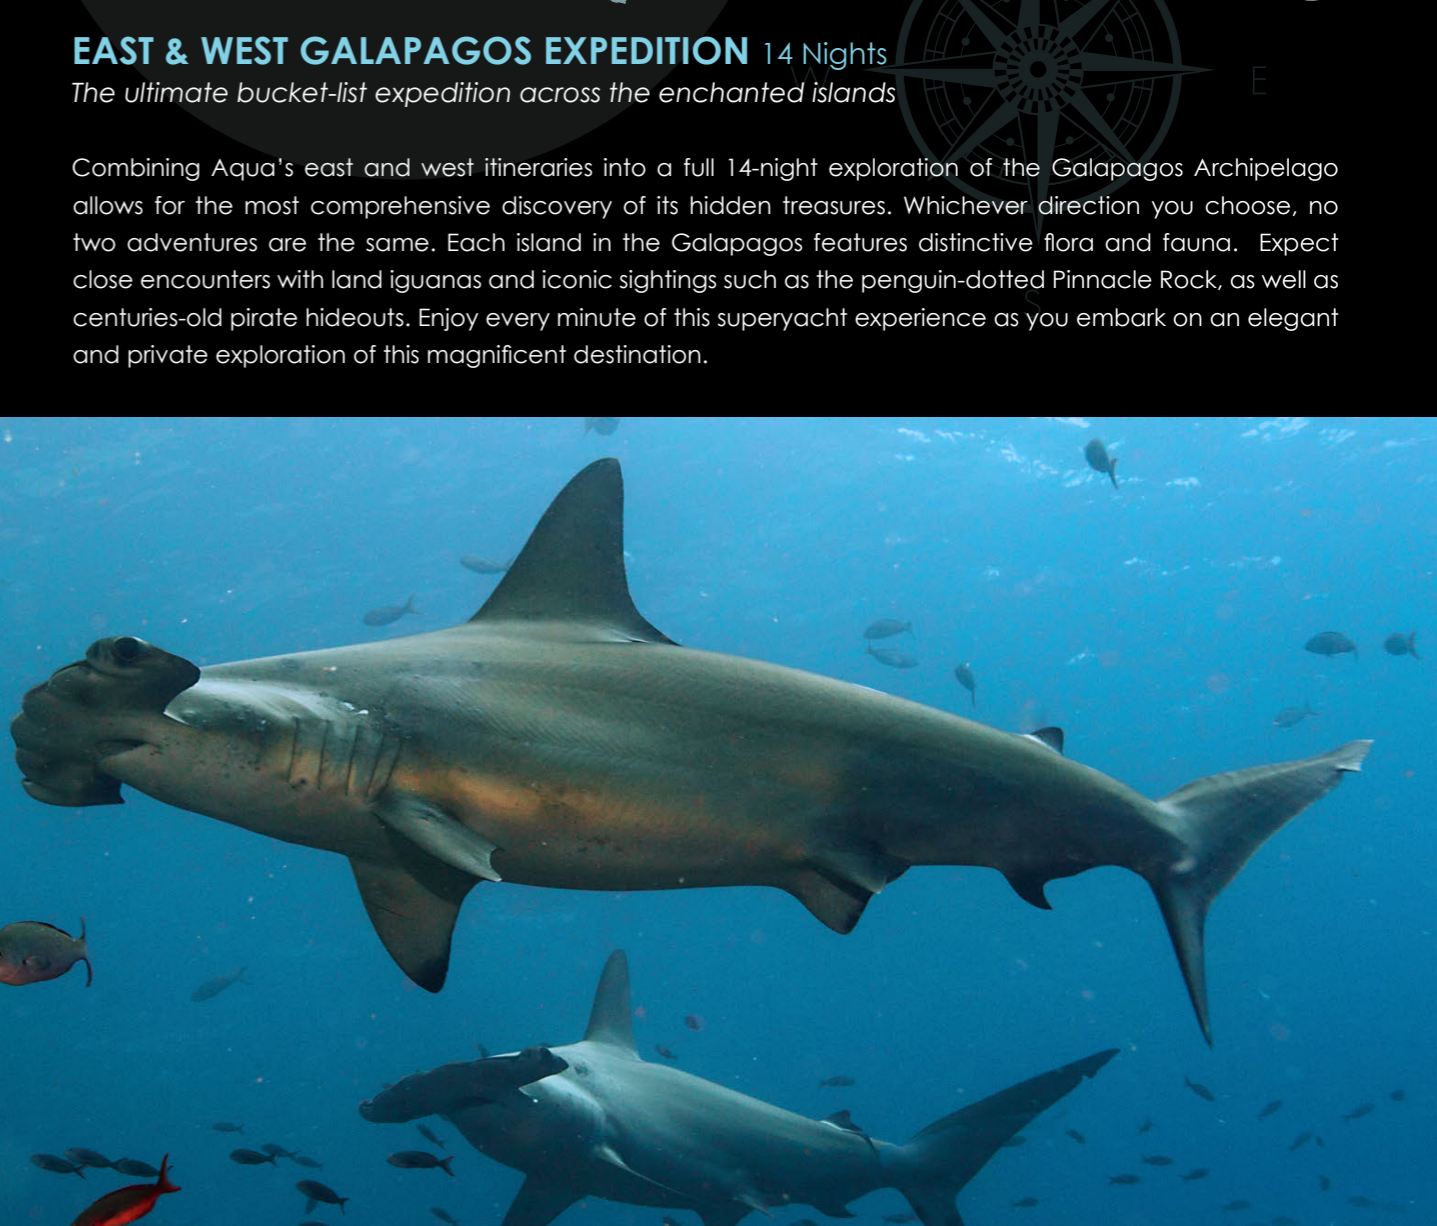 EAST & WEST GALAPAGOS EXPEDITION 14 Nights
The ultimate bucket-list expedition across the enchanted islands
W
E
Combining Aqua’s east and west itineraries into a full 14-night exploration of the Galapagos Archipelago
allows for the most comprehensive discovery of its hidden treasures. Whichever direction you choose, no
two adventures are the same. Each island in the Galapagos features distinctive flora and fauna.  Expect
close encounters with land iguanas and iconic sightings such as the penguin-dotted Pinnacle Rock, as well as
S
centuries-old pirate hideouts. Enjoy every minute of this superyacht experience as you embark on an elegant
and private exploration of this magnificent destination.